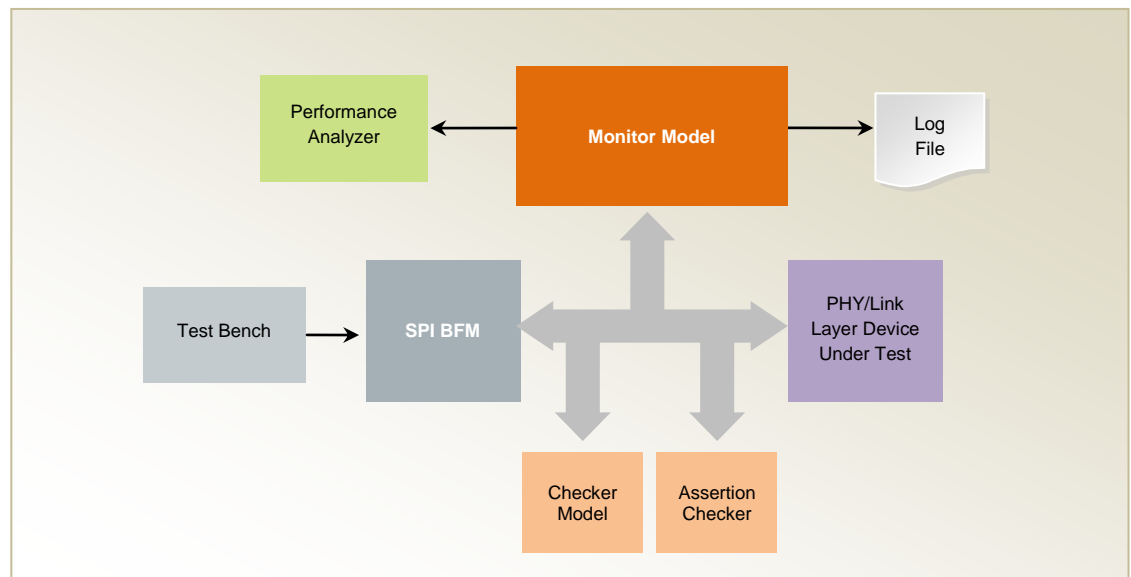 Performance
Analyzer
Monitor Model
Log
File
Test Bench
SPI BFM
PHY/Link
Layer Device
Under Test
Checker
Model
Assertion
Checker